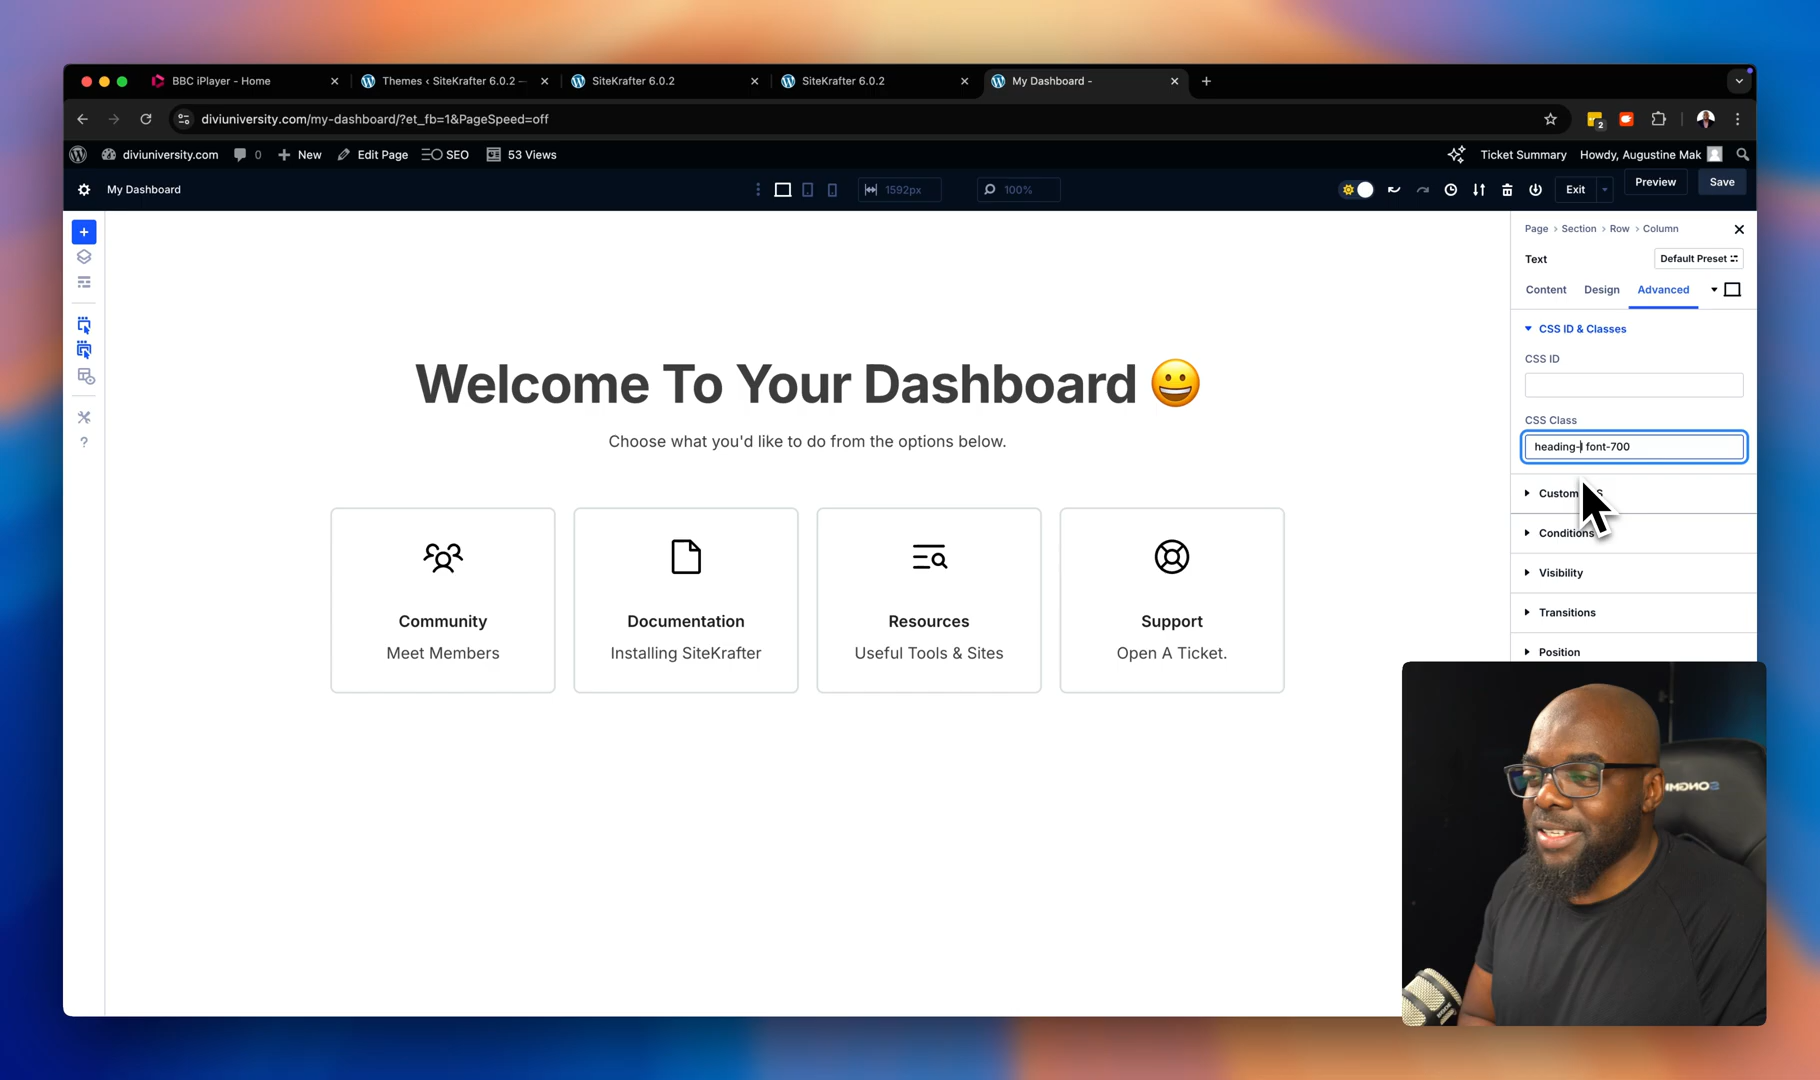 BBC iPlayer - Home
Themes ‹ SiteKrafter 6.0.2 —
SiteKrafter 6.0.2
SiteKrafter 6.0.2
My Dashboard -
diviuniversity.com/my-dashboard/?et_fb=1&PageSpeed=off
2
diviuniversity.com
0
New
Edit Page
SEO
53 Views
Ticket Summary
Howdy, Augustine Mak
My Dashboard
1592px
100%
Exit
Preview
Save
Page › Section › Row › Column
Text
Default Preset
Content
Design
Advanced
CSS ID & Classes
CSS ID
CSS Class
heading- font-700
Conditions
Visibility
Transitions
Position
?
Welcome To Your Dashboard 😀
Choose what you'd like to do from the options below.
Community
Meet Members
Documentation
Installing SiteKrafter
Resources
Useful Tools & Sites
Support
Open A Ticket.